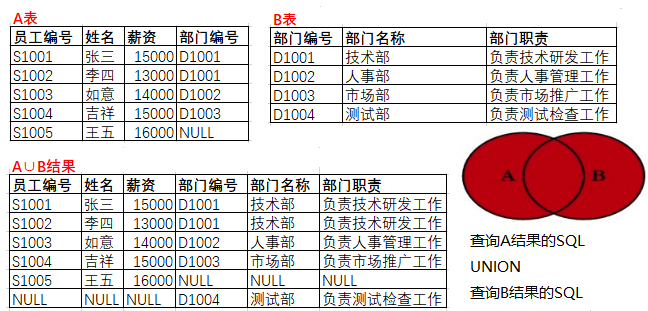 A表
员工编号 姓名 薪资 部门编号
S1001 张三 15000 D1001
S1002 李四 13000 D1001
S1003 如意 14000 D1002
S1004 吉祥 15000 D1003
S1005 王五 16000 NULL
B表
部门编号 部门名称 部门职责
D1001 技术部 负责技术研发工作
D1002 人事部 负责人事管理工作
D1003 市场部 负责市场推广工作
D1004 测试部 负责测试检查工作
A∪B结果
员工编号 姓名 薪资 部门编号 部门名称 部门职责
S1001 张三 15000 D1001 技术部 负责技术研发工作
S1002 李四 13000 D1001 技术部 负责技术研发工作
S1003 如意 14000 D1002 人事部 负责人事管理工作
S1004 吉祥 15000 D1003 市场部 负责市场推广工作
S1005 王五 16000 NULL NULL NULL
NULL NULL NULL D1004 测试部 负责测试检查工作
A B
查询A结果的SQL
UNION
查询B结果的SQL